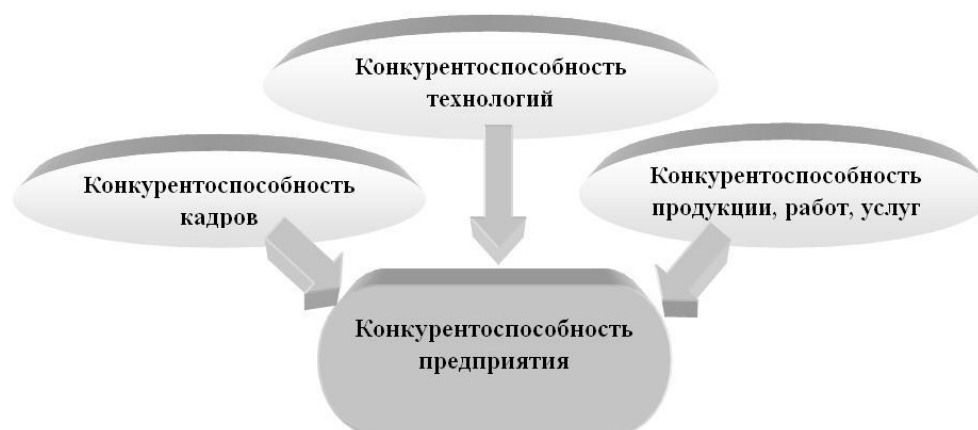 Конкурентоспособность
технологий
Конкурентоспособность
кадров
Конкурентоспособность
продукции, работ, услуг
Конкурентоспособность
предприятия